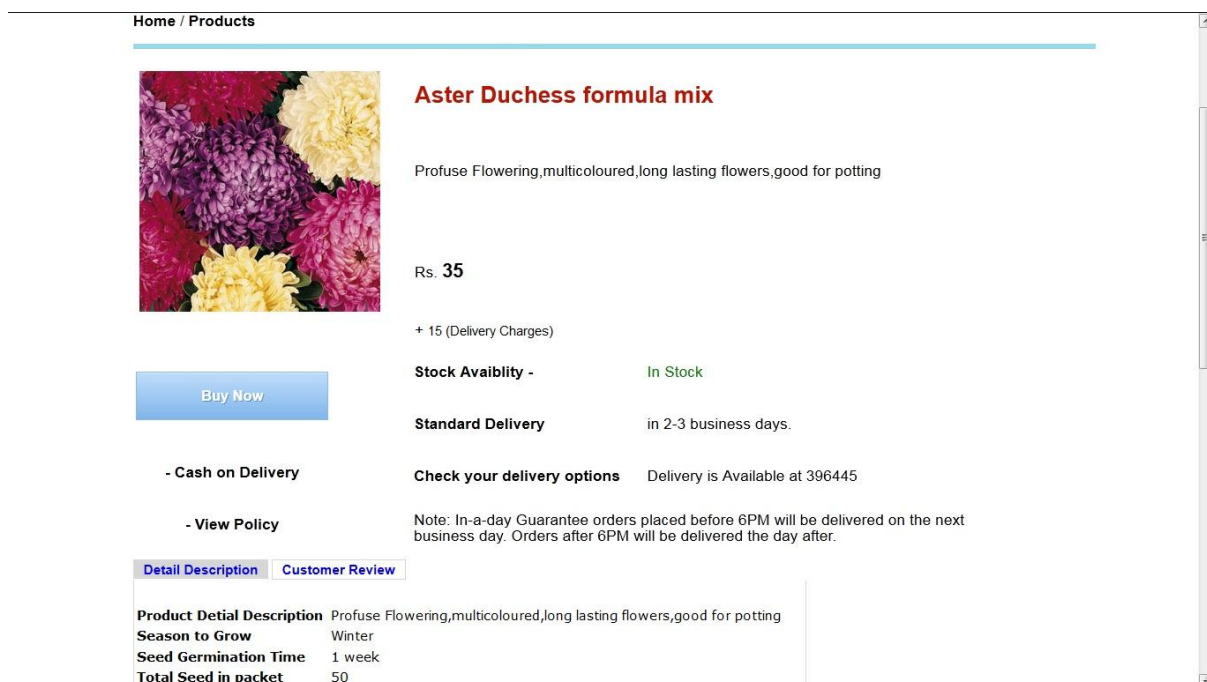 Home / Products
Aster Duchess formula mix
Profuse Flowering,multicoloured,long lasting flowers,good for potting
Rs. 35
+ 15 (Delivery Charges)
Stock Avaiblity - In Stock
Buy Now
Standard Delivery in 2-3 business days.
- Cash on Delivery
Check your delivery options Delivery is Available at 396445
- View Policy
Note: In-a-day Guarantee orders placed before 6PM will be delivered on the next
business day. Orders after 6PM will be delivered the day after.
Detail Description Customer Review
Product Detial Description Profuse Flowering,multicoloured,long lasting flowers,good for potting
Season to Grow Winter
Seed Germination Time 1 week
Total Seed in packet 50